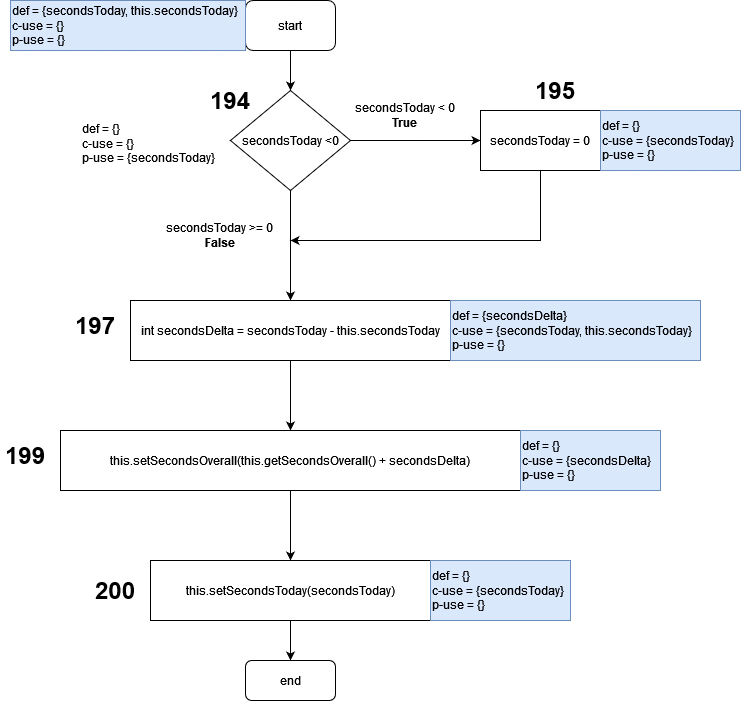 def = {secondsToday, this.secondsToday}
c-use = {}
p-use = {}
start
194
195
secondsToday < 0
True
def = {}
c-use = {}
p-use = {secondsToday}
secondsToday <0
secondsToday = 0
def = {}
c-use = {secondsToday}
p-use = {}
secondsToday >= 0
False
197
int secondsDelta = secondsToday - this.secondsToday
def = {secondsDelta}
c-use = {secondsToday, this.secondsToday}
p-use = {}
199
this.setSecondsOverall(this.getSecondsOverall() + secondsDelta)
def = {}
c-use = {secondsDelta}
p-use = {}
200
this.setSecondsToday(secondsToday)
def = {}
c-use = {secondsToday}
p-use = {}
end